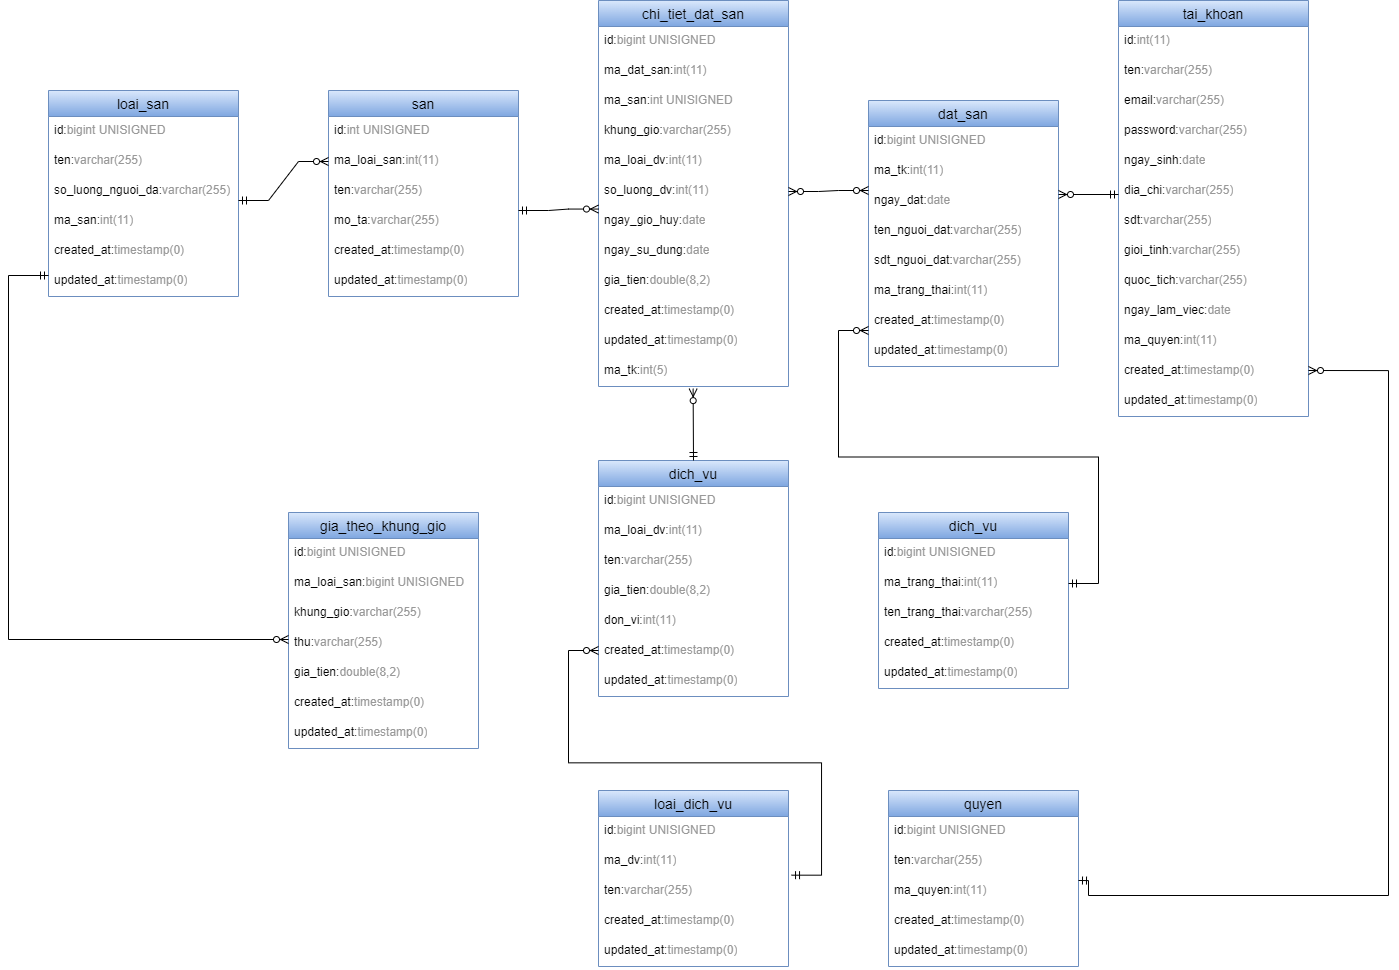 chi_tiet_dat_san
id:bigint UNISIGNED
ma_dat_san:int(11)
ma_san:int UNISIGNED
khung_gio:varchar(255)
ma_loai_dv:int(11)
so_luong_dv:int(11)
ngay_gio_huy:date
ngay_su_dung:date
gia_tien:double(8,2)
created_at:timestamp(0)
updated_at:timestamp(0)
ma_tk:int(5)
tai_khoan
id:int(11)
ten:varchar(255)
email:varchar(255)
password:varchar(255)
ngay_sinh:date
dia_chi:varchar(255)
sdt:varchar(255)
gioi_tinh:varchar(255)
quoc_tich:varchar(255)
ngay_lam_viec:date
ma_quyen:int(11)
created_at:timestamp(0)
updated_at:timestamp(0)
loai_san
id:bigint UNISIGNED
ten:varchar(255)
so_luong_nguoi_da:varchar(255)
ma_san:int(11)
created_at:timestamp(0)
updated_at:timestamp(0)
san
id:int UNISIGNED
ma_loai_san:int(11)
ten:varchar(255)
mo_ta:varchar(255)
created_at:timestamp(0)
updated_at:timestamp(0)
dat_san
id:bigint UNISIGNED
ma_tk:int(11)
ngay_dat:date
ten_nguoi_dat:varchar(255)
sdt_nguoi_dat:varchar(255)
ma_trang_thai:int(11)
created_at:timestamp(0)
updated_at:timestamp(0)
dich_vu
id:bigint UNISIGNED
ma_loai_dv:int(11)
ten:varchar(255)
gia_tien:double(8,2)
don_vi:int(11)
created_at:timestamp(0)
updated_at:timestamp(0)
gia_theo_khung_gio
id:bigint UNISIGNED
ma_loai_san:bigint UNISIGNED
khung_gio:varchar(255)
thu:varchar(255)
gia_tien:double(8,2)
created_at:timestamp(0)
updated_at:timestamp(0)
dich_vu
id:bigint UNISIGNED
ma_trang_thai:int(11)
ten_trang_thai:varchar(255)
created_at:timestamp(0)
updated_at:timestamp(0)
loai_dich_vu
id:bigint UNISIGNED
ma_dv:int(11)
ten:varchar(255)
created_at:timestamp(0)
updated_at:timestamp(0)
quyen
id:bigint UNISIGNED
ten:varchar(255)
ma_quyen:int(11)
created_at:timestamp(0)
updated_at:timestamp(0)